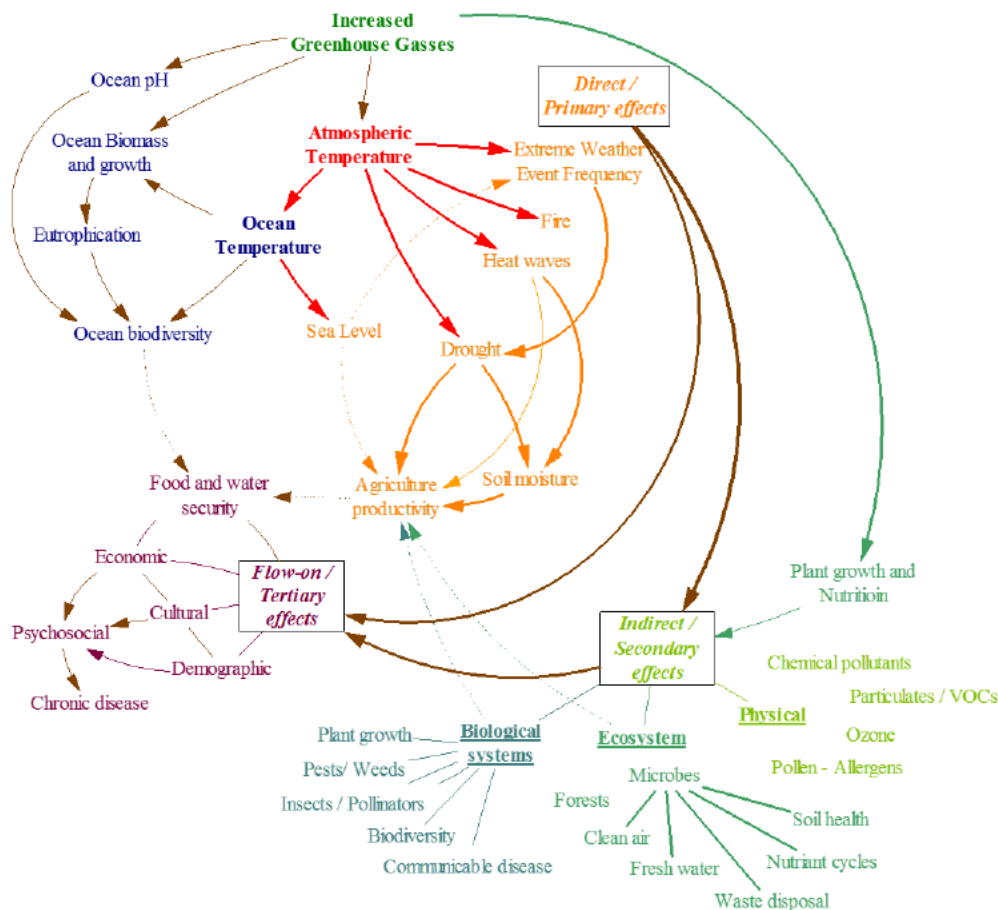 Increased
Greenhouse Gasses
Ocean pH
Direct /
Primary effects
Ocean Biomass
and growth
Atmospheric
Temperature
Extreme Weather
Event Frequency
Eutrophication
Ocean
Temperature
Fire
Heat waves
Ocean biodiversity
Sea Level
Drought
Food and water
security
Agriculture
productivity
Soil moisture
Economic
Flow-on /
Tertiary
effects
Plant growth and
Nutritioin
Cultural
Psychosocial
Indirect /
Secondary
effects
Demographic
Chronic disease
Chemical pollutants
Particulates / VOCs
Physical
Ozone
Pollen - Allergens
Biological
systems
Ecosystem
Plant growth
Pests/ Weeds
Insects / Pollinators
Biodiversity
Communicable disease
Microbes
Forests
Clean air
Fresh water
Soil health
Nutriant cycles
Waste disposal